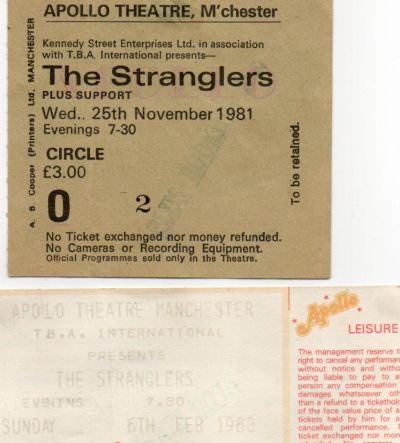 APOLLO THEATRE, M'chester
Kennedy Street Enterprises Ltd. in association
with T.B.A. International presents—
The Stranglers
PLUS SUPPORT
Wed.. 25th November 1981
Evenings 7-30
CIRCLE
£3.00
O 2
No Ticket exchanged nor money refunded.
No Cameras or Recording Equipment.
Official Programmes sold only in the Theatre.
A. B. Cooper (Printers) Ltd, MANCHESTER
To be retained.
APOLLO THEATRE MANCHESTER
T.B.A. INTERNATIONAL
PRESENTS
THE STRANGLERS
EVENING 7.30
SUNDAY 6TH FEB 1983
Apollo
LEISURE
The management reserve t
right to cancel any performan
without notice and witho
being liable to pay to a
person any compensation
damages whatsoever oth
than a refund to a ticketholo
of the face value price of a
tickets held by him for a
cancelled performance.
ticket exchanged nor mon